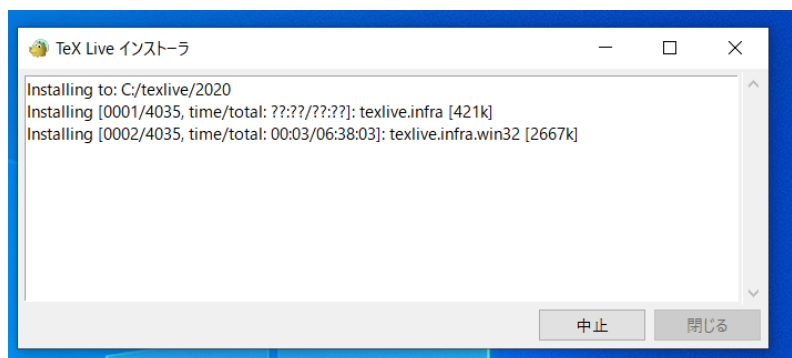 TeX Live インストーラ
Installing to: C:/texlive/2020
Installing [0001/4035, time/total: ??:??/??:??]: texlive.infra [421k]
Installing [0002/4035, time/total: 00:03/06:38:03]: texlive.infra.win32 [2667k]
中止 閉じる